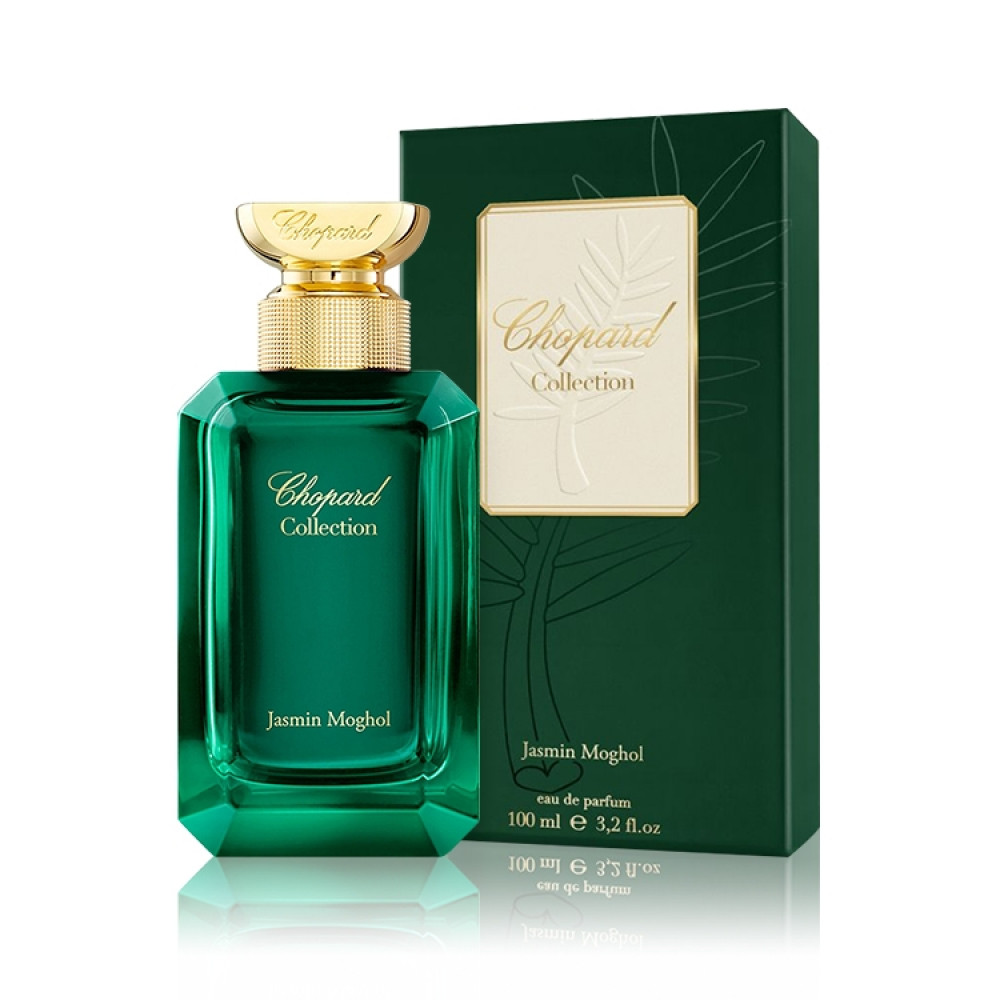 Chopard
Chopard
Collection
Jasmin Moghol
Chopard
Collection
Jasmin Moghol
eau de parfum
100 ml ℮ 3,2 fl.oz